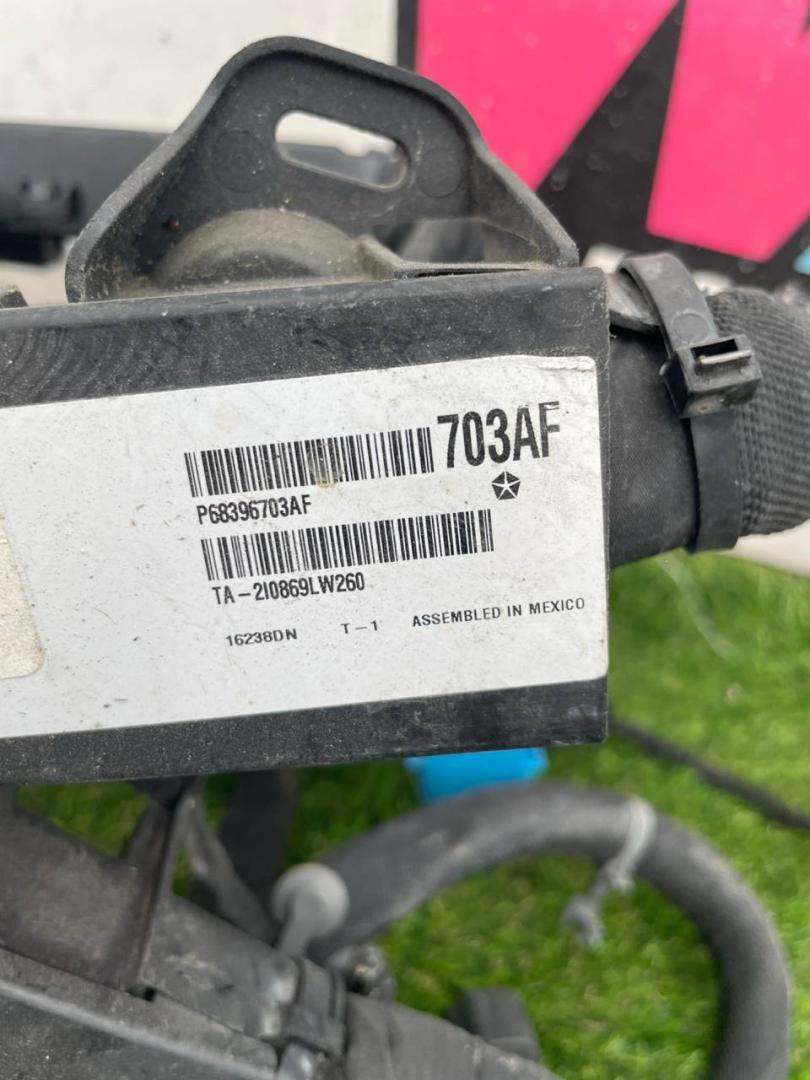 703AF
P68396703AF
TA-2I0869LW260
16238DN T-1 ASSEMBLED IN MEXICO